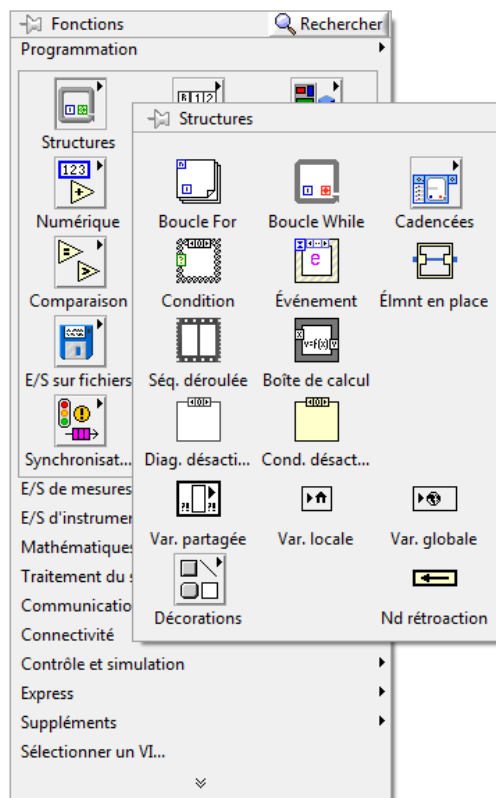 Fonctions
Rechercher
Programmation
Structures
Numérique
Comparaison
E/S sur fichiers
Synchronisat...
E/S de mesures
E/S d'instrumen
Mathématiques
Traitement du s
Communicatio
Connectivité
Contrôle et simulation
Express
Suppléments
Sélectionner un VI...
Structures
Boucle For
Boucle While
Cadencées
Condition
Événement
Élmnt en place
Séq. déroulée
Boîte de calcul
Diag. désacti...
Cond. désact...
Var. partagée
Var. locale
Var. globale
Décorations
Nd rétroaction